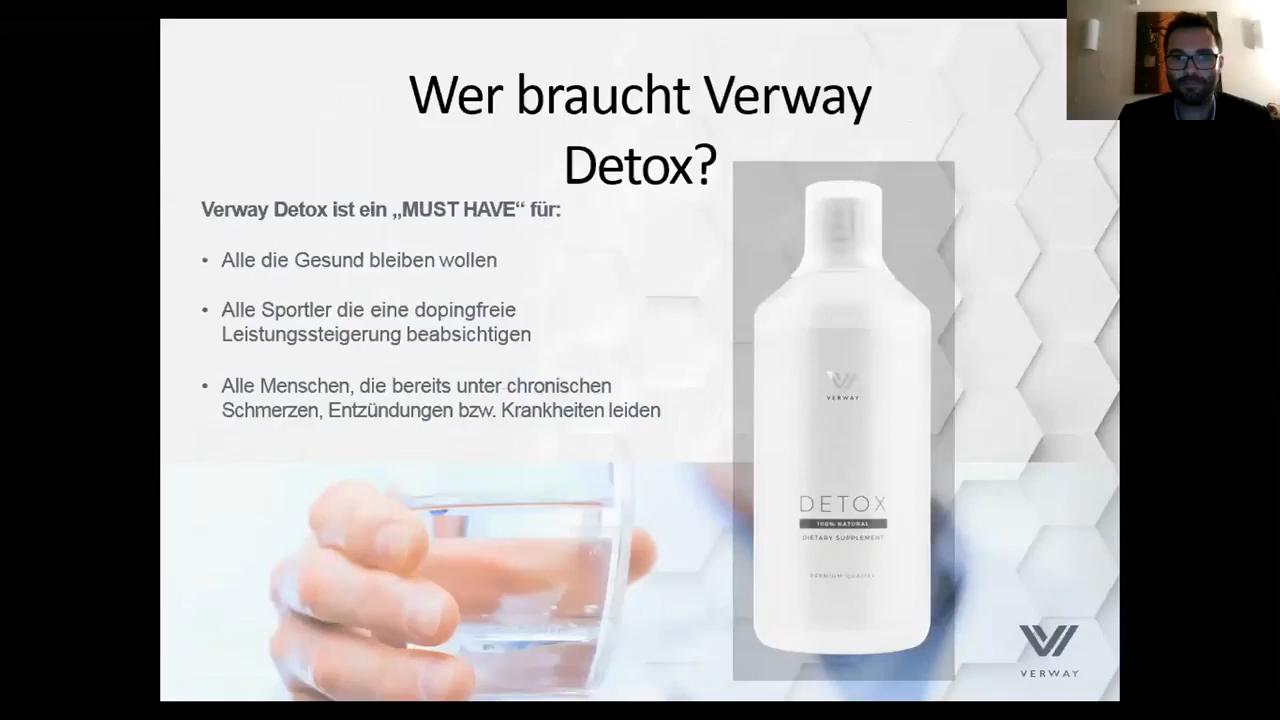 Wer braucht Verway
Detox?
Verway Detox ist ein „MUST HAVE“ für:
• Alle die Gesund bleiben wollen
• Alle Sportler die eine dopingfreie
Leistungssteigerung beabsichtigen
• Alle Menschen, die bereits unter chronischen
Schmerzen, Entzündungen bzw. Krankheiten leiden
VERWAY
DETOX
100% NATURAL
DIETARY SUPPLEMENT
PREMIUM QUALITY
VERWAY